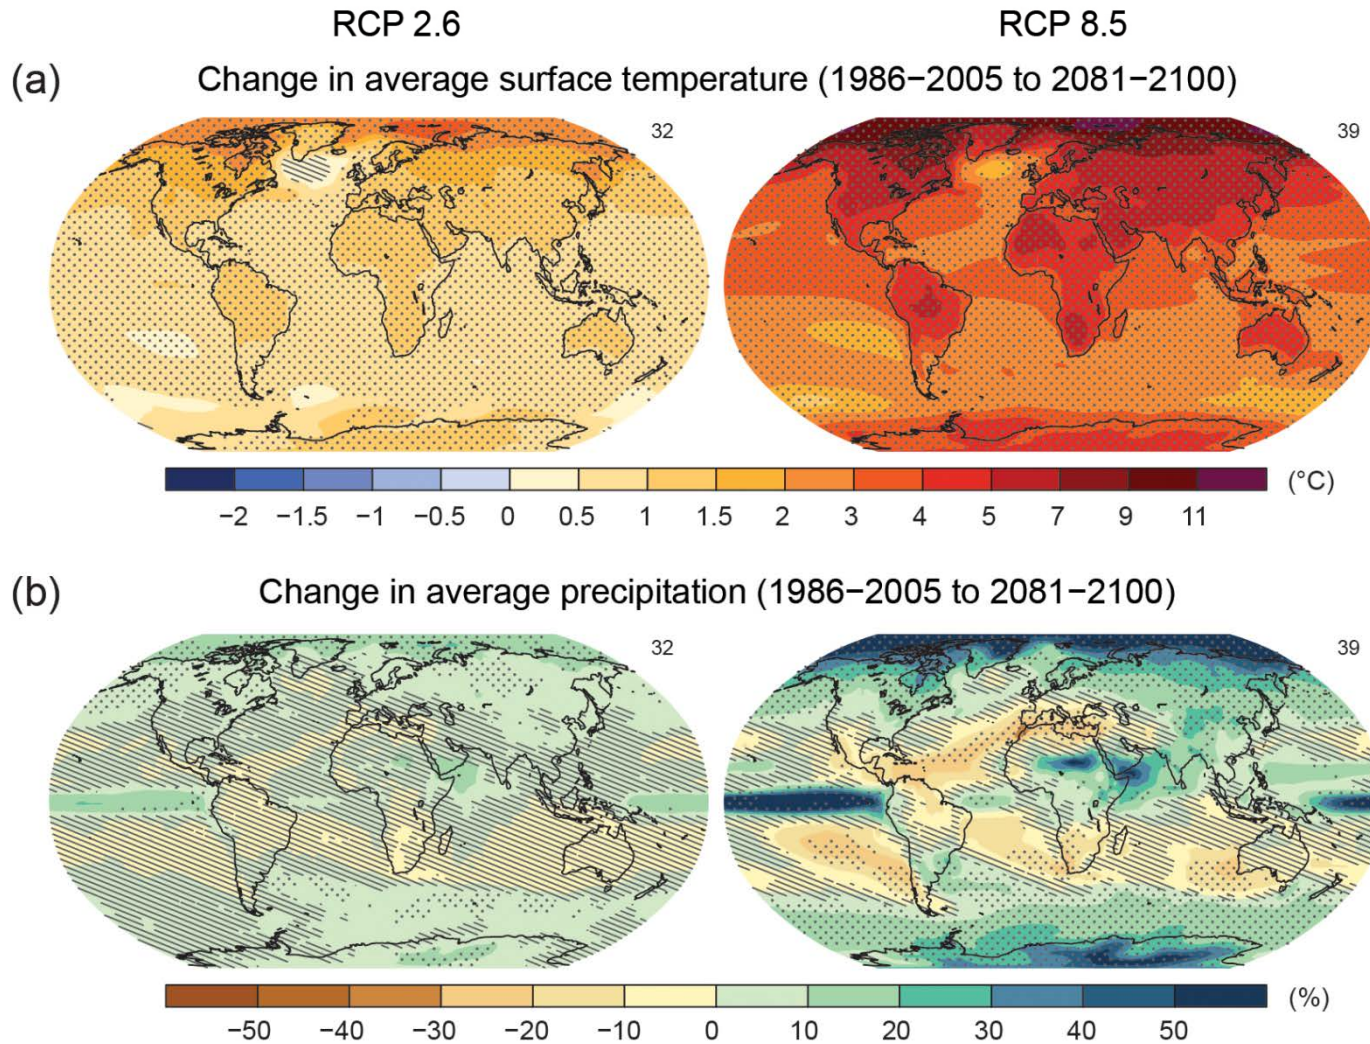 RCP 2.6 RCP 8.5
(a) Change in average surface temperature (1986−2005 to 2081−2100)
32 39
(°C)
−2 −1.5 −1 −0.5 0 0.5 1 1.5 2 3 4 5 7 9 11
(b) Change in average precipitation (1986−2005 to 2081−2100)
32 39
(%)
−50 −40 −30 −20 −10 0 10 20 30 40 50